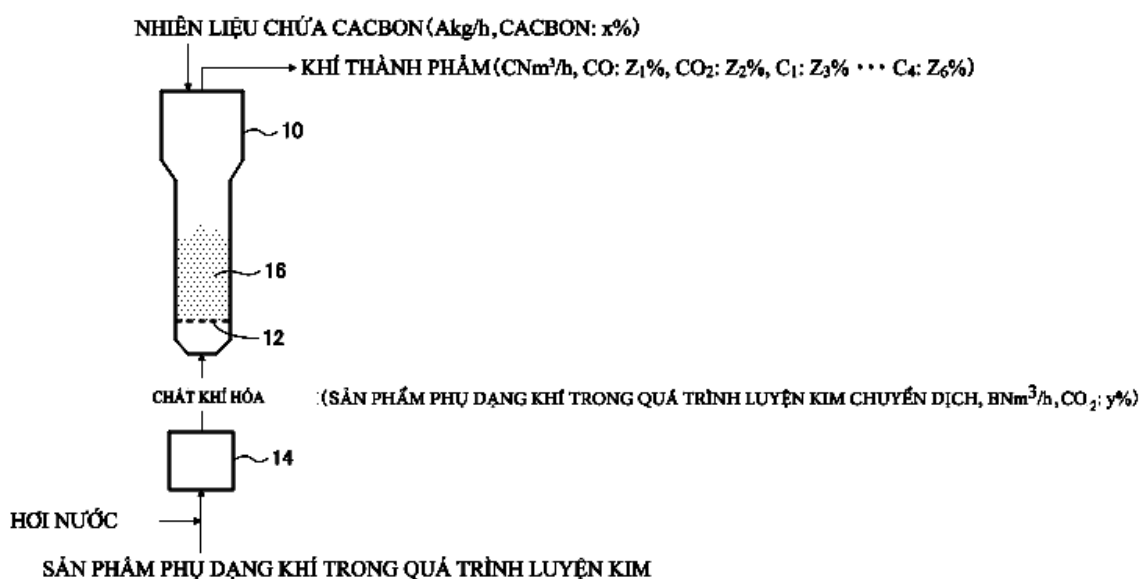 NHIÊN LIỆU CHỨA CACBON(Akg/h, CACBON: x%)
KHÍ THÀNH PHẨM(CNm³/h, CO: Z₁%, CO₂: Z₂%, C₁: Z₃% ··· C₄: Z₆%)
10
16
12
CHẤT KHÍ HÓA (SẢN PHẨM PHỤ DẠNG KHÍ TRONG QUÁ TRÌNH LUYỆN KIM CHUYỂN DỊCH, BNm³/h, CO₂: y%)
14
HƠI NƯỚC
SẢN PHẨM PHỤ DẠNG KHÍ TRONG QUÁ TRÌNH LUYỆN KIM